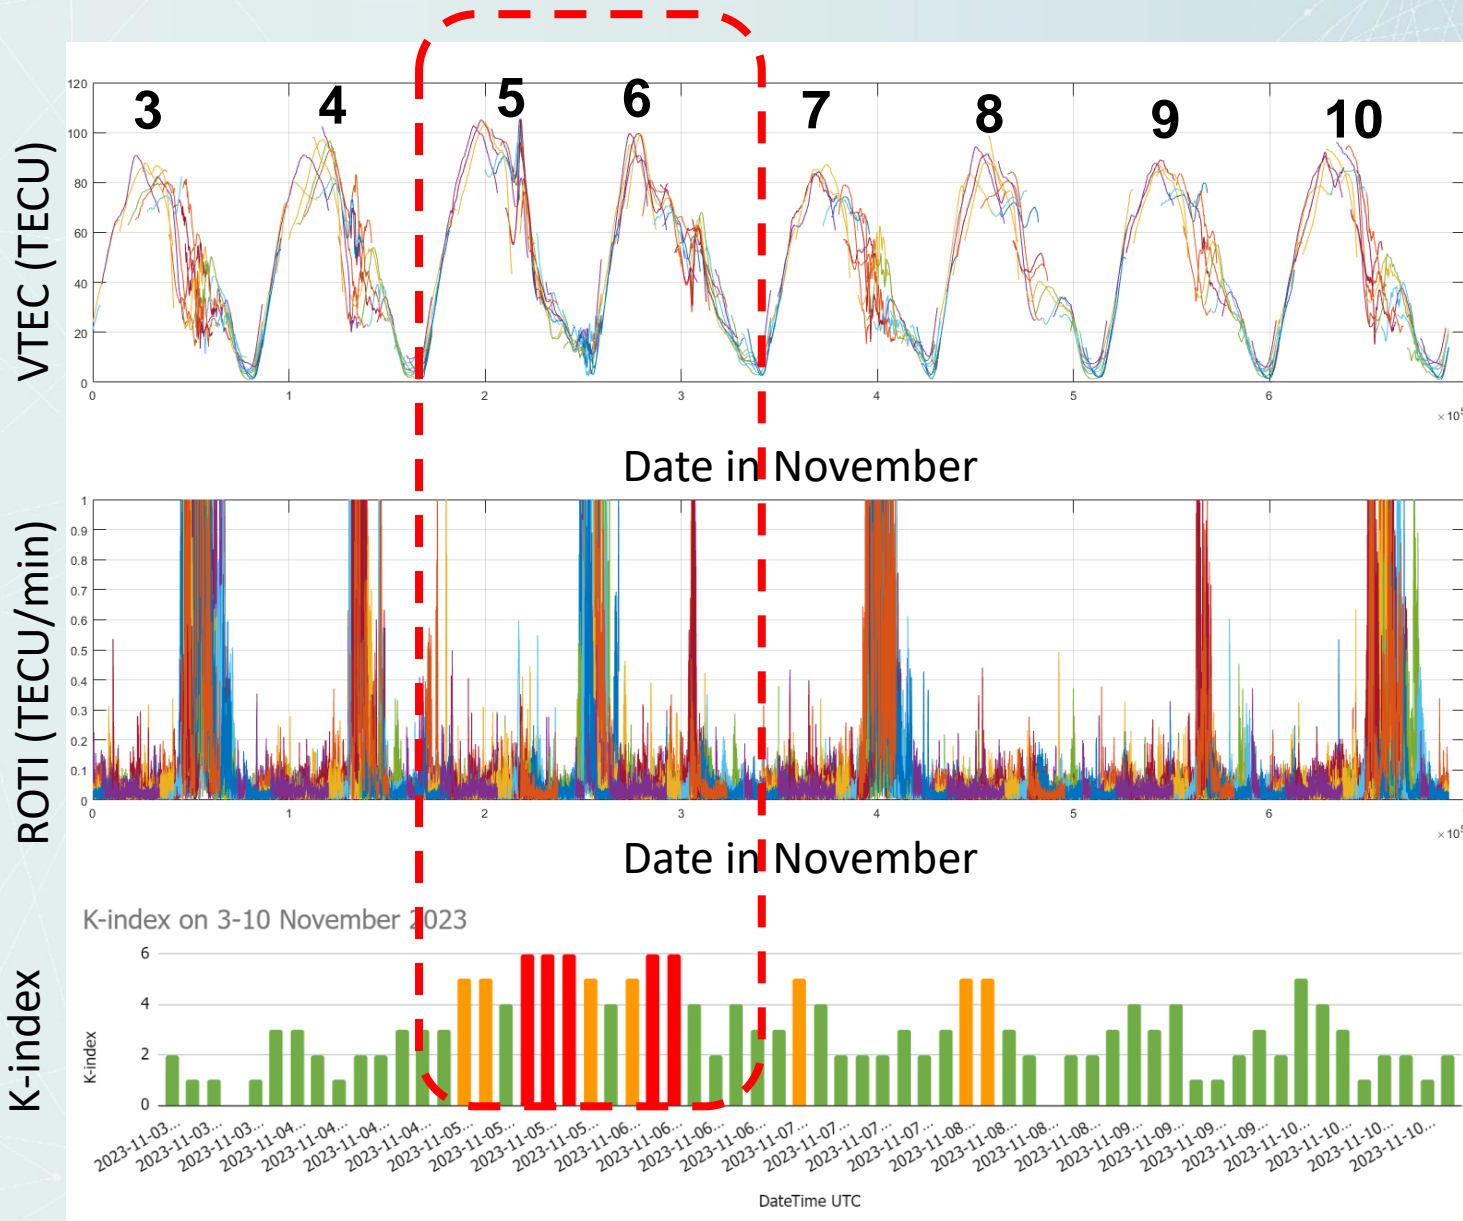 3 4 5 6 7 8 9 10
VTEC (TECU)
120
100
80
60
40
20
0
0 1 2 3 4 5 6
×10⁵
Date in November
ROTI (TECU/min)
1
0.9
0.8
0.7
0.6
0.5
0.4
0.3
0.2
0.1
0
0 1 2 3 4 5 6
×10⁵
Date in November
K-index on 3-10 November 2023
K-index
K-index
6
4
2
0
2023-11-03... 2023-11-03... 2023-11-03... 2023-11-04... 2023-11-04... 2023-11-04... 2023-11-04... 2023-11-05... 2023-11-05... 2023-11-05... 2023-11-05... 2023-11-06... 2023-11-06... 2023-11-06... 2023-11-06... 2023-11-07... 2023-11-07... 2023-11-07... 2023-11-07... 2023-11-08... 2023-11-08... 2023-11-08... 2023-11-08... 2023-11-09... 2023-11-09... 2023-11-09... 2023-11-09... 2023-11-10... 2023-11-10... 2023-11-10... 2023-11-10...
DateTime UTC